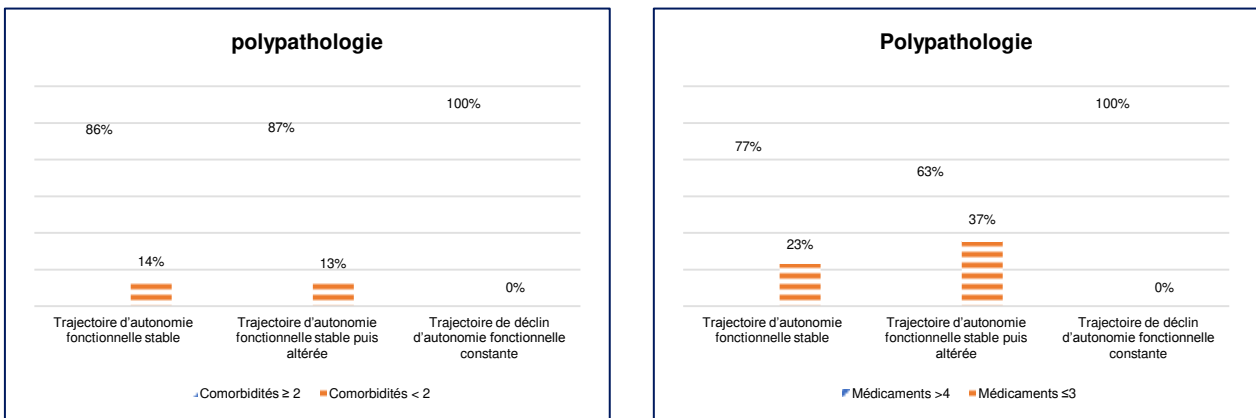 polypathologie
100%
86%
87%
14%
13%
0%
Trajectoire d'autonomie
fonctionnelle stable
Trajectoire d'autonomie
fonctionnelle stable puis
altérée
Trajectoire de déclin
d'autonomie fonctionnelle
constante
Comorbidités ≥ 2
Comorbidités < 2
Polypathologie
100%
77%
63%
37%
23%
0%
Trajectoire d'autonomie
fonctionnelle stable
Trajectoire d'autonomie
fonctionnelle stable puis
altérée
Trajectoire de déclin
d'autonomie fonctionnelle
constante
Médicaments >4
Médicaments ≤3